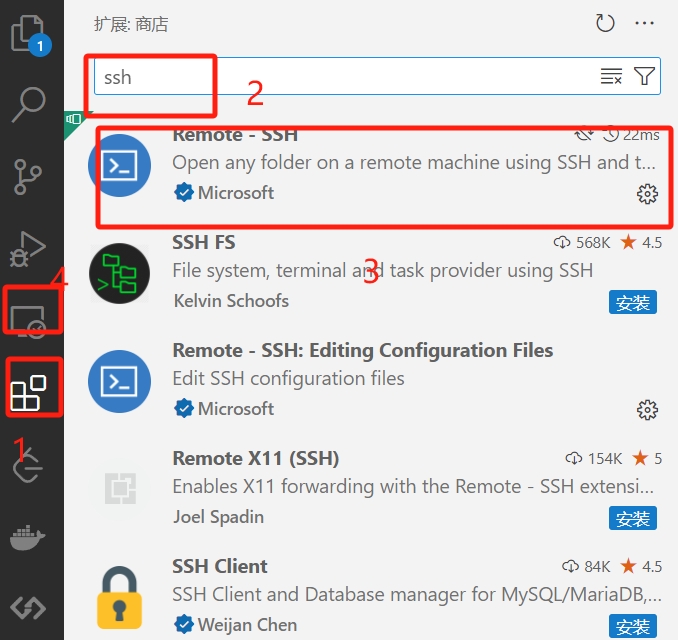 扩展: 商店
1
ssh
2
Remote - SSH
22ms
Open any folder on a remote machine using SSH and t...
Microsoft
SSH FS
568K
4.5
File system, terminal and task provider using SSH
3
Kelvin Schoofs
安装
4
Remote - SSH: Editing Configuration Files
Edit SSH configuration files
Microsoft
1
Remote X11 (SSH)
154K
5
Enables X11 forwarding with the Remote - SSH extensi...
Joel Spadin
安装
SSH Client
84K
4.5
SSH Client and Database manager for MySQL/MariaDB,...
Weijan Chen
安装